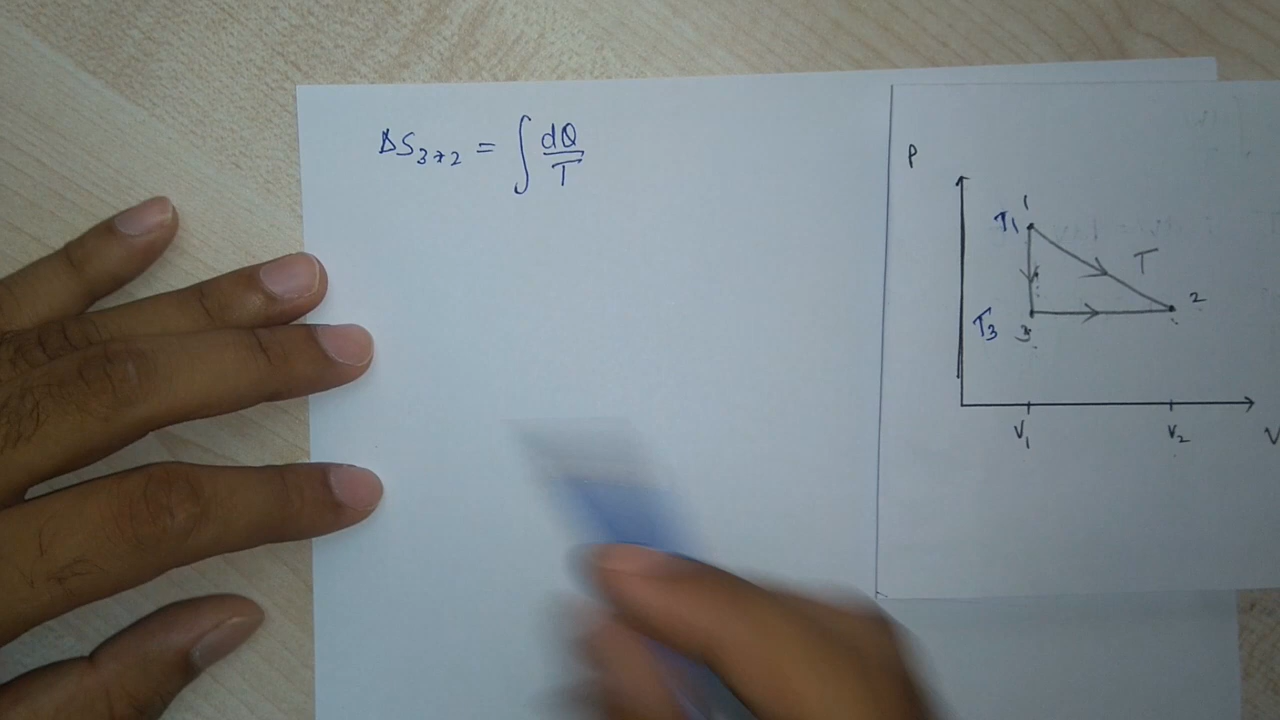 ΔS₃→₂ = ∫ dQ/T
P
1
T₁
T
2
T₃
3
V₁ V₂
V